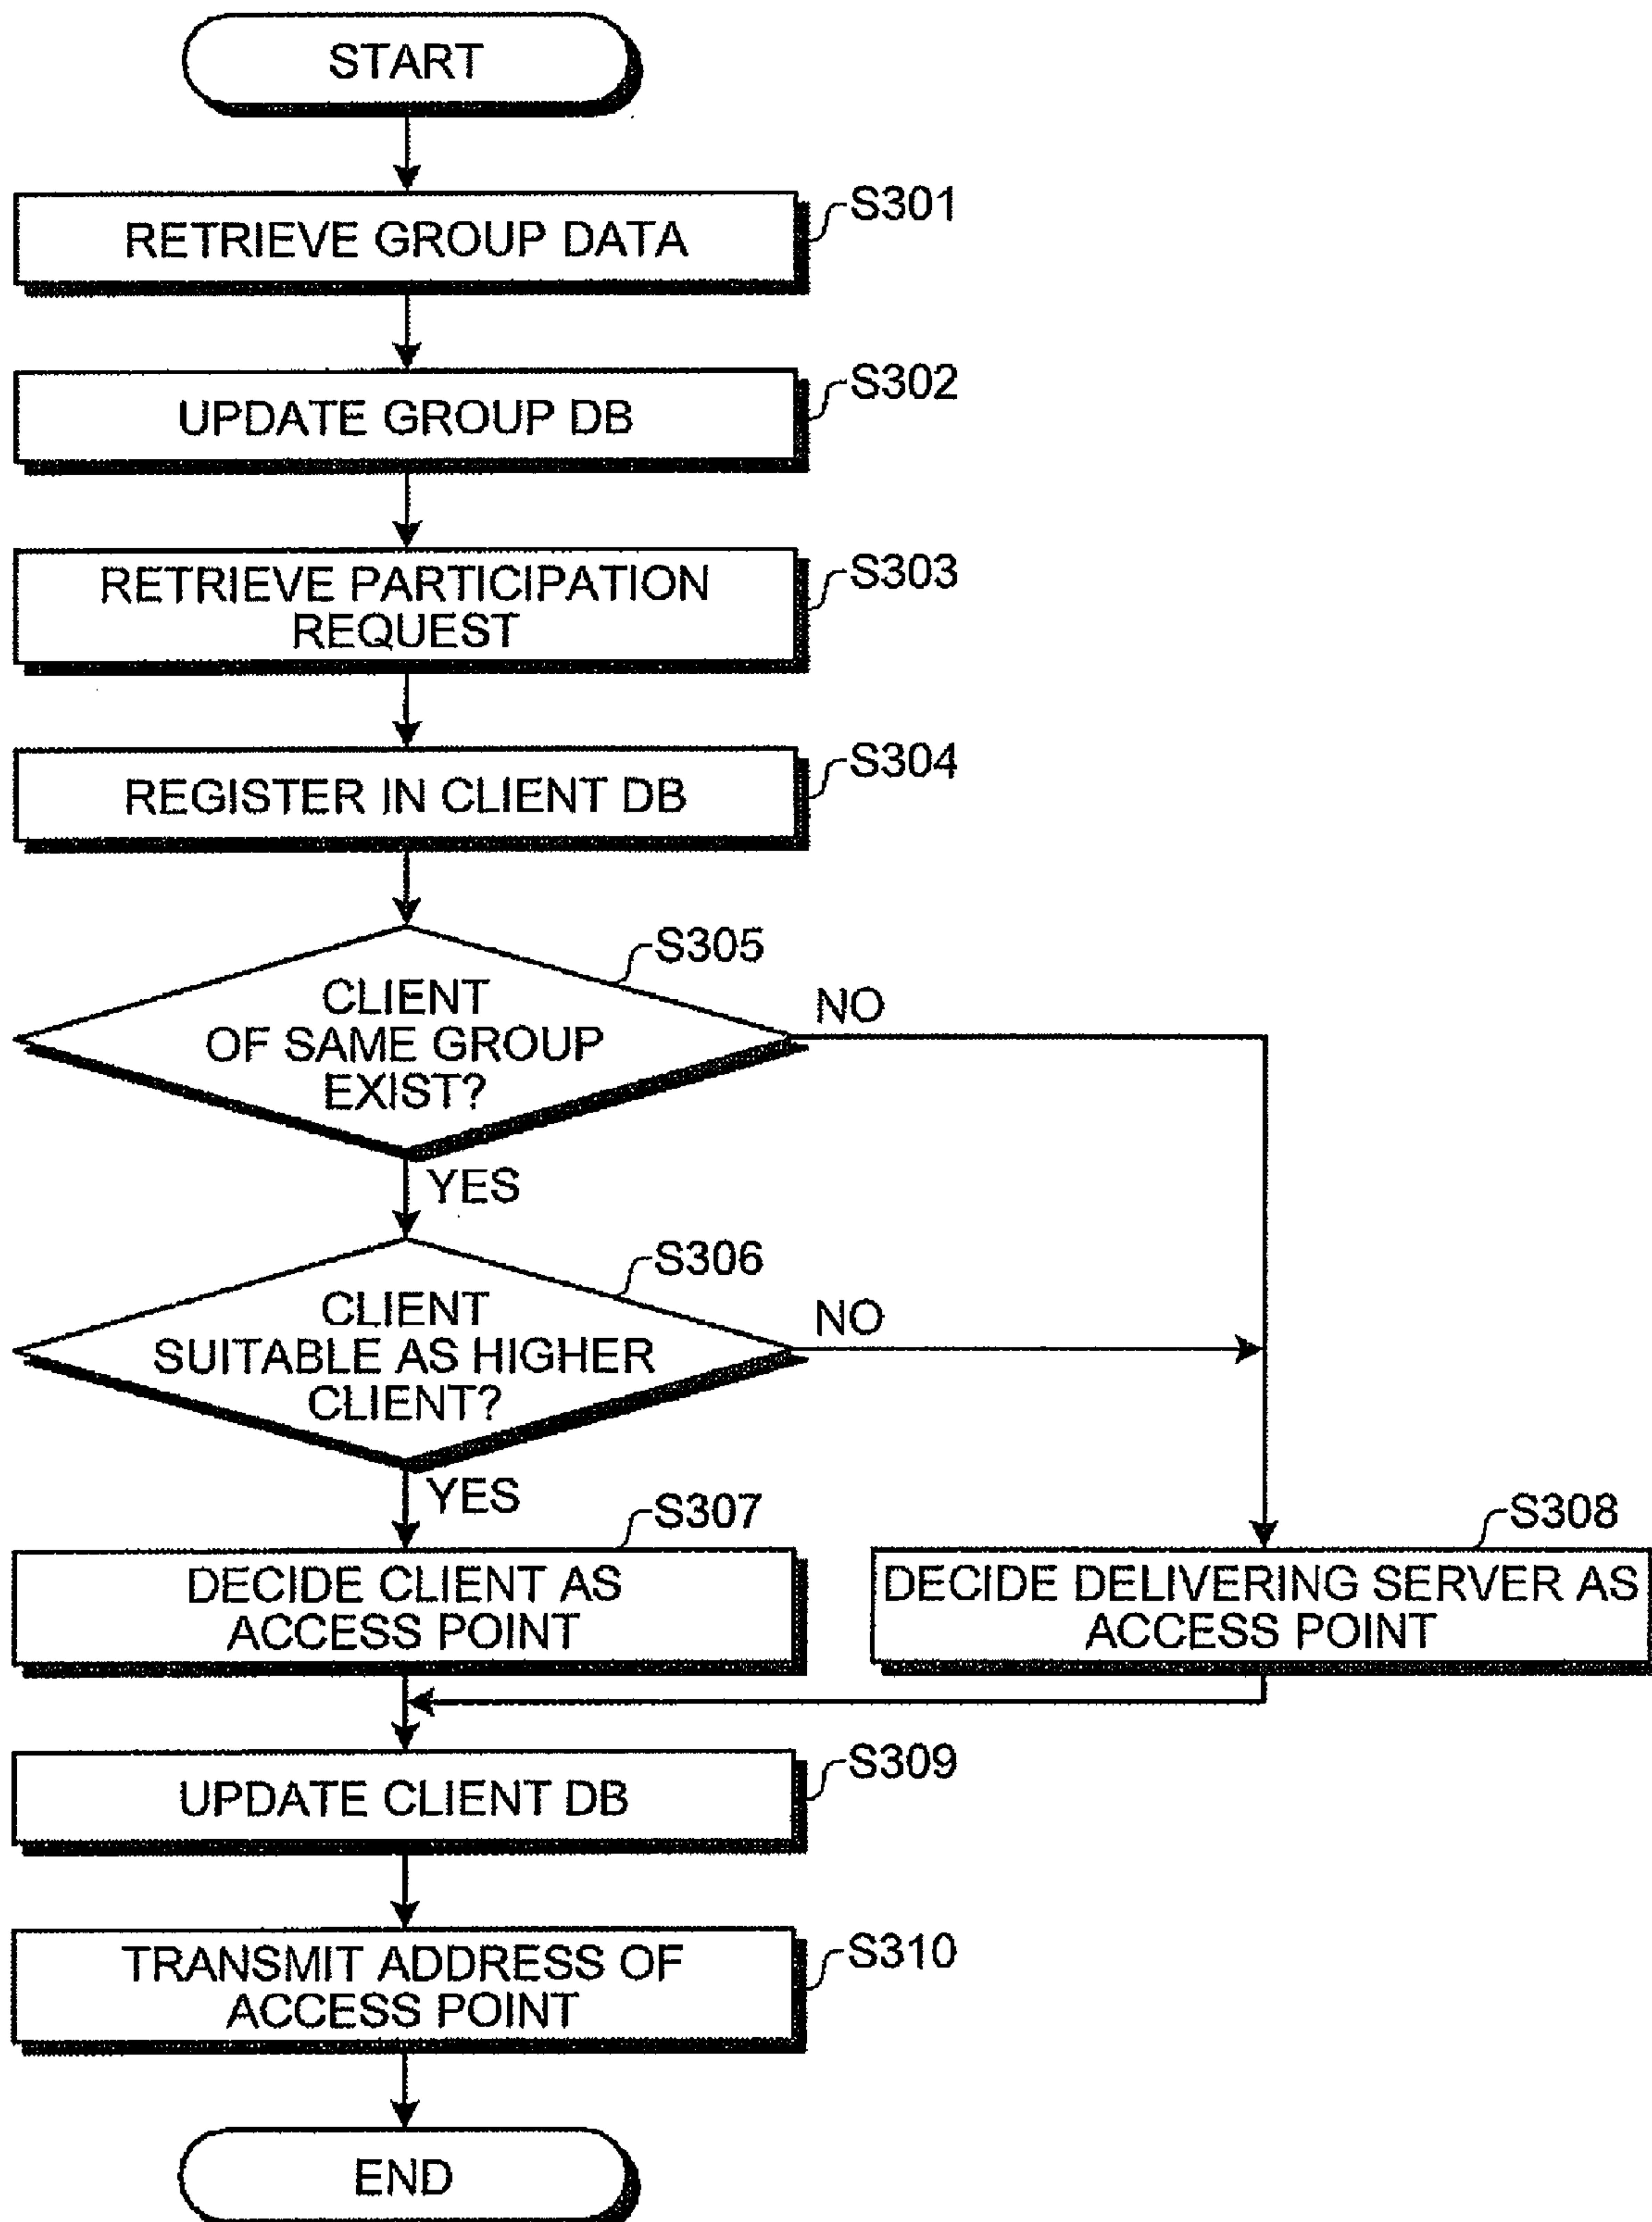 START
S301
RETRIEVE GROUP DATA
S302
UPDATE GROUP DB
S303
RETRIEVE PARTICIPATION
REQUEST
S304
REGISTER IN CLIENT DB
S305
CLIENT
OF SAME GROUP
EXIST?
NO
YES
S306
CLIENT
SUITABLE AS HIGHER
CLIENT?
NO
YES
S307
DECIDE CLIENT AS
ACCESS POINT
S308
DECIDE DELIVERING SERVER AS
ACCESS POINT
S309
UPDATE CLIENT DB
S310
TRANSMIT ADDRESS OF
ACCESS POINT
END